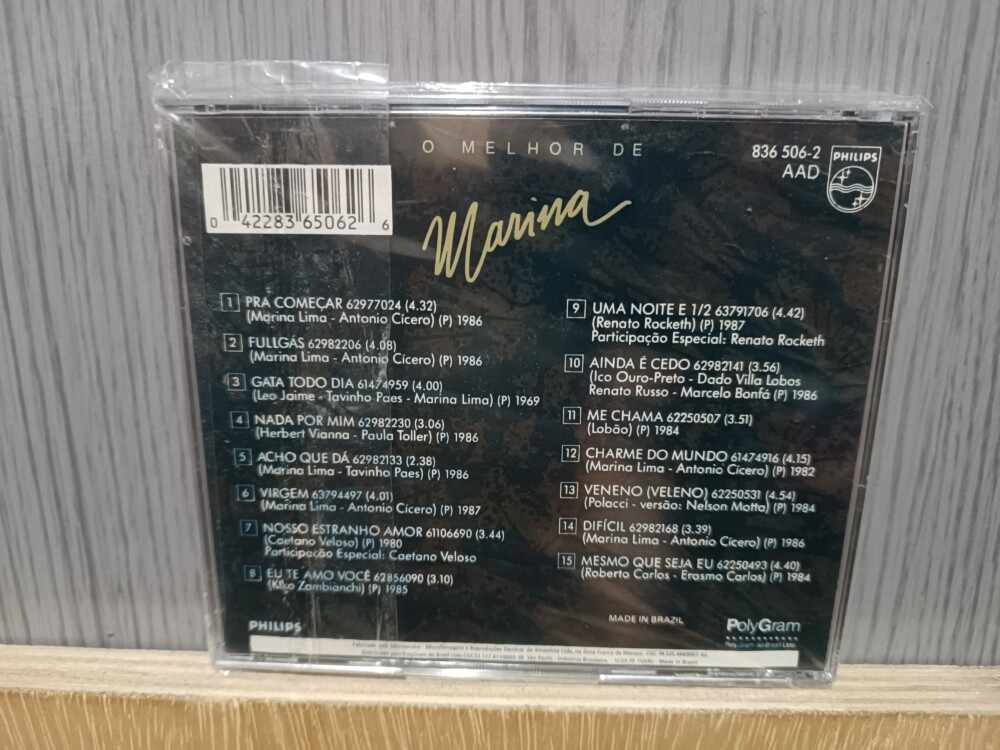 O MELHOR DE
Marina
836 506-2
AAD
PHILIPS
0 42283 65062 6
1 PRA COMEÇAR 62977024 (4.32)
(Marina Lima - Antonio Cícero) (P) 1986
2 FULLGÁS 62982206 (4.08)
(Marina Lima - Antonio Cícero) (P) 1986
3 GATA TODO DIA 61474959 (4.00)
(Leo Jaime - Tavinho Paes - Marina Lima) (P) 1969
4 NADA POR MIM 62982230 (3.06)
(Herbert Vianna - Paula Toller) (P) 1986
5 ACHO QUE DÁ 62982133 (2.38)
(Marina Lima - Tavinho Paes) (P) 1986
6 VIRGEM 63794497 (4.01)
(Marina Lima - Antonio Cícero) (P) 1987
7 NOSSO ESTRANHO AMOR 61106690 (3.44)
(Caetano Veloso) (P) 1980
Participação Especial: Caetano Veloso
8 EU TE AMO VOCÊ 62856090 (3.10)
(Kiko Zambianchi) (P) 1985
9 UMA NOITE E 1/2 63791706 (4.42)
(Renato Rocketh) (P) 1987
Participação Especial: Renato Rocketh
10 AINDA É CEDO 62982141 (3.56)
(Ico Ouro-Preto - Dado Villa Lobos
Renato Russo - Marcelo Bonfá (P) 1986
11 ME CHAMA 62250507 (3.51)
(Lobão) (P) 1984
12 CHARME DO MUNDO 61474916 (4.15)
(Marina Lima - Antonio Cícero) (P) 1982
13 VENENO (VELENO) 62250531 (4.54)
(Polacci - versão: Nelson Motta) (P) 1984
14 DIFÍCIL 62982168 (3.39)
(Marina Lima - Antonio Cícero) (P) 1986
15 MESMO QUE SEJA EU 62250493 (4.40)
(Roberto Carlos - Erasmo Carlos) (P) 1984
PHILIPS
MADE IN BRAZIL
PolyGram